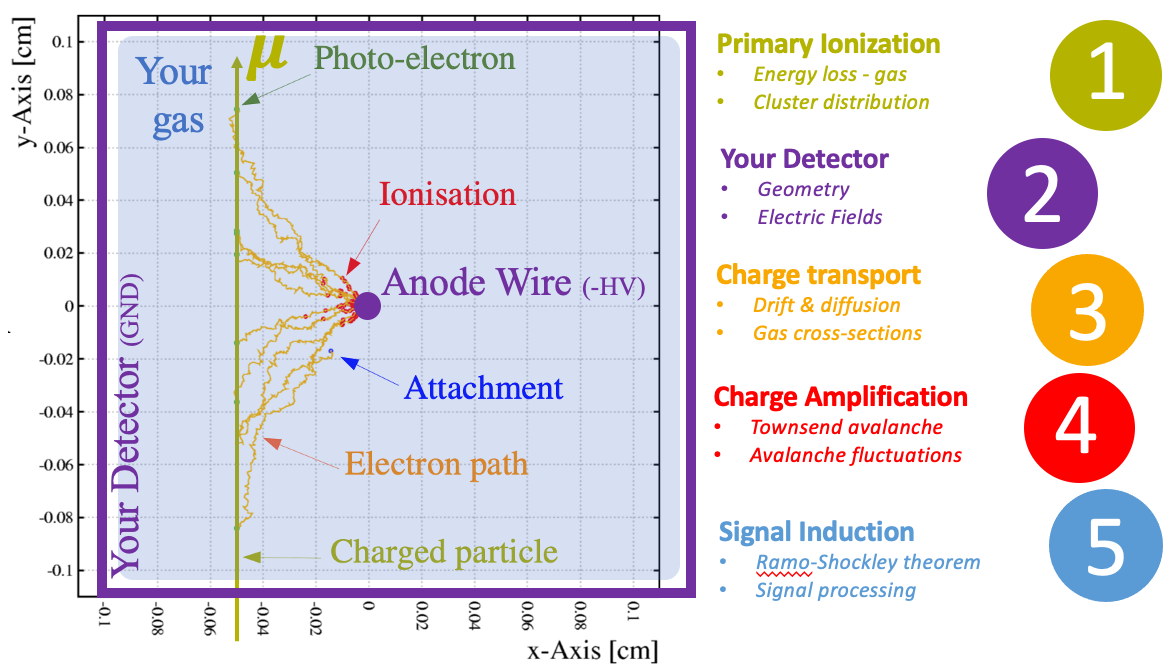 y-Axis [cm]
0.1
0.08
0.06
0.04
0.02
0
-0.02
-0.04
-0.06
-0.08
-0.1
Your
gas
μ
Photo-electron
Ionisation
Anode Wire (-HV)
Attachment
Electron path
Charged particle
Your Detector (GND)
-0.1
0.08
0.06
0.04
0.02
0
0.02
0.04
0.06
0.08
0.1
x-Axis [cm]
Primary Ionization
• Energy loss - gas
• Cluster distribution
1
Your Detector
• Geometry
• Electric Fields
2
Charge transport
• Drift & diffusion
• Gas cross-sections
3
Charge Amplification
• Townsend avalanche
• Avalanche fluctuations
4
Signal Induction
• Ramo-Shockley theorem
• Signal processing
5